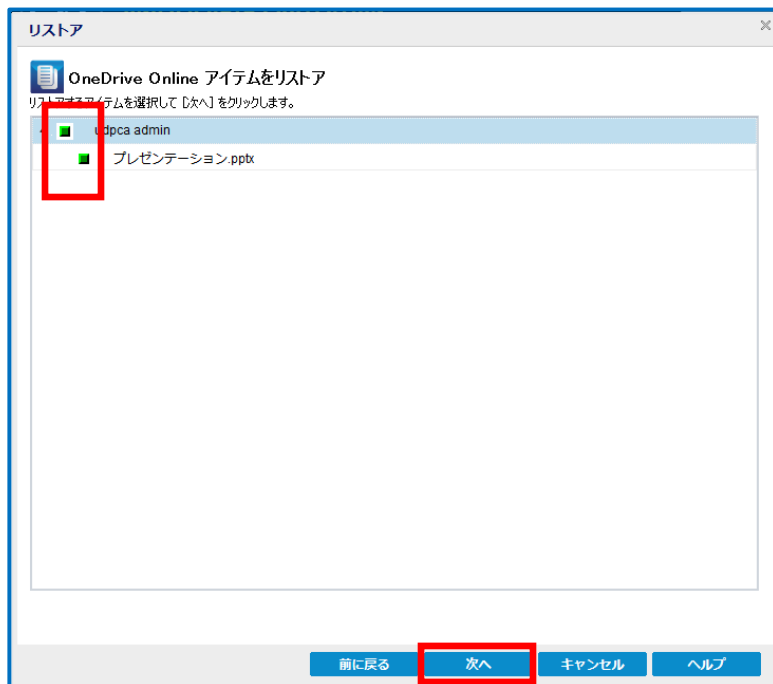 リストア
OneDrive Online アイテムをリストア
リストアするアイテムを選択して [次へ] をクリックします。
udpca admin
プレゼンテーション.pptx
前に戻る
次へ
キャンセル
ヘルプ